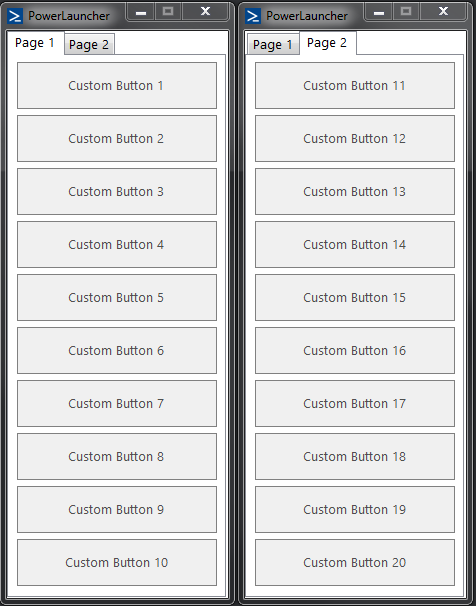 PowerLauncher
Page 1 Page 2
Custom Button 1
Custom Button 2
Custom Button 3
Custom Button 4
Custom Button 5
Custom Button 6
Custom Button 7
Custom Button 8
Custom Button 9
Custom Button 10
PowerLauncher
Page 1 Page 2
Custom Button 11
Custom Button 12
Custom Button 13
Custom Button 14
Custom Button 15
Custom Button 16
Custom Button 17
Custom Button 18
Custom Button 19
Custom Button 20